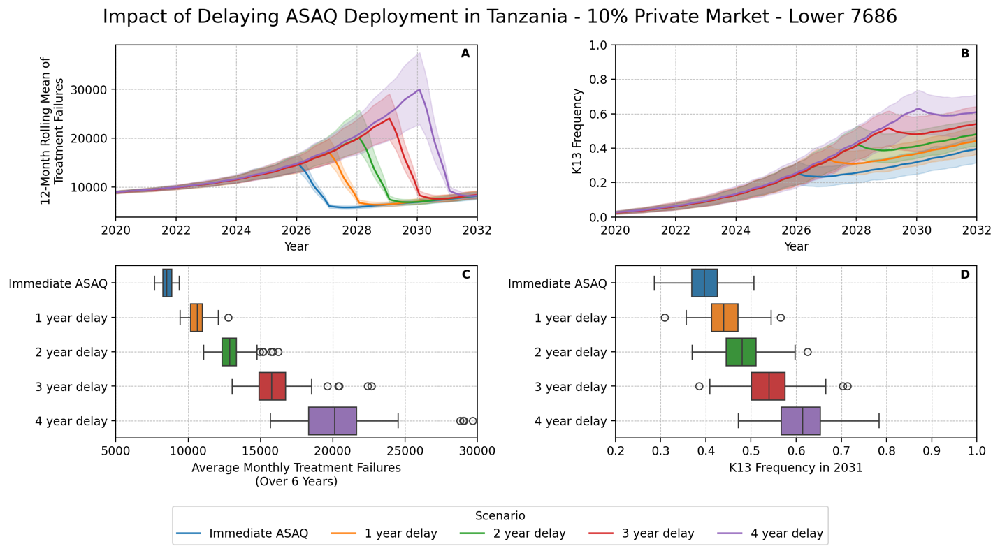 Impact of Delaying ASAQ Deployment in Tanzania - 10% Private Market - Lower 7686
A
12-Month Rolling Mean of
Treatment Failures
30000
20000
10000
2020 2022 2024 2026 2028 2030 2032
Year
B
K13 Frequency
1.0
0.8
0.6
0.4
0.2
0.0
2020 2022 2024 2026 2028 2030 2032
Year
C
Immediate ASAQ
1 year delay
2 year delay
3 year delay
4 year delay
5000 10000 15000 20000 25000 30000
Average Monthly Treatment Failures
(Over 6 Years)
D
Immediate ASAQ
1 year delay
2 year delay
3 year delay
4 year delay
0.2 0.3 0.4 0.5 0.6 0.7 0.8 0.9 1.0
K13 Frequency in 2031
Scenario
Immediate ASAQ 1 year delay 2 year delay 3 year delay 4 year delay